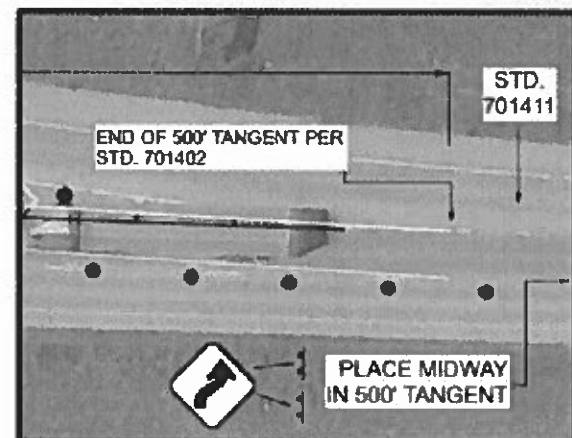 STD.
701411
END OF 500' TANGENT PER
STD. 701402
PLACE MIDWAY
IN 500' TANGENT